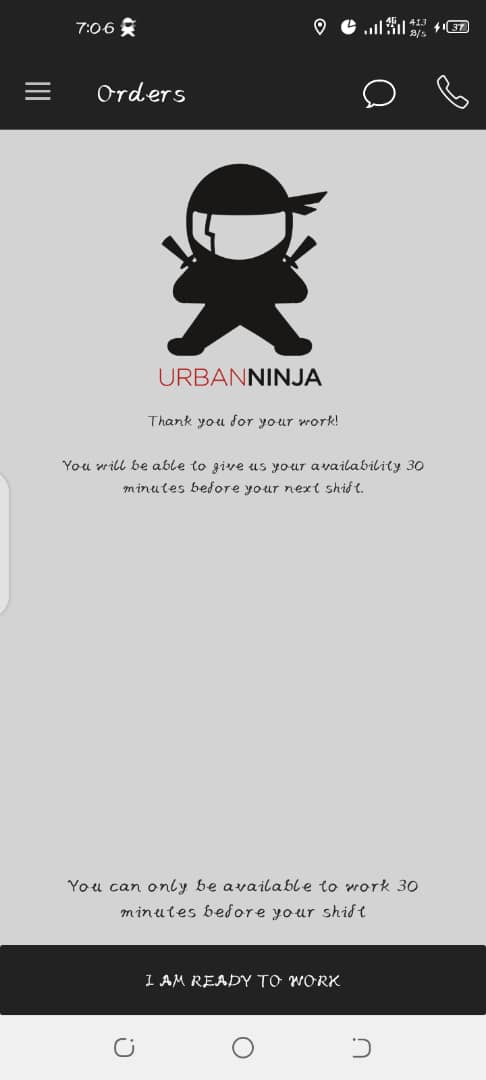 7:06
4G 413 B/s 37
Orders
URBANNINJA
Thank you for your work!
You will be able to give us your availability 30
minutes before your next shift.
You can only be available to work 30
minutes before your shift
I AM READY TO WORK